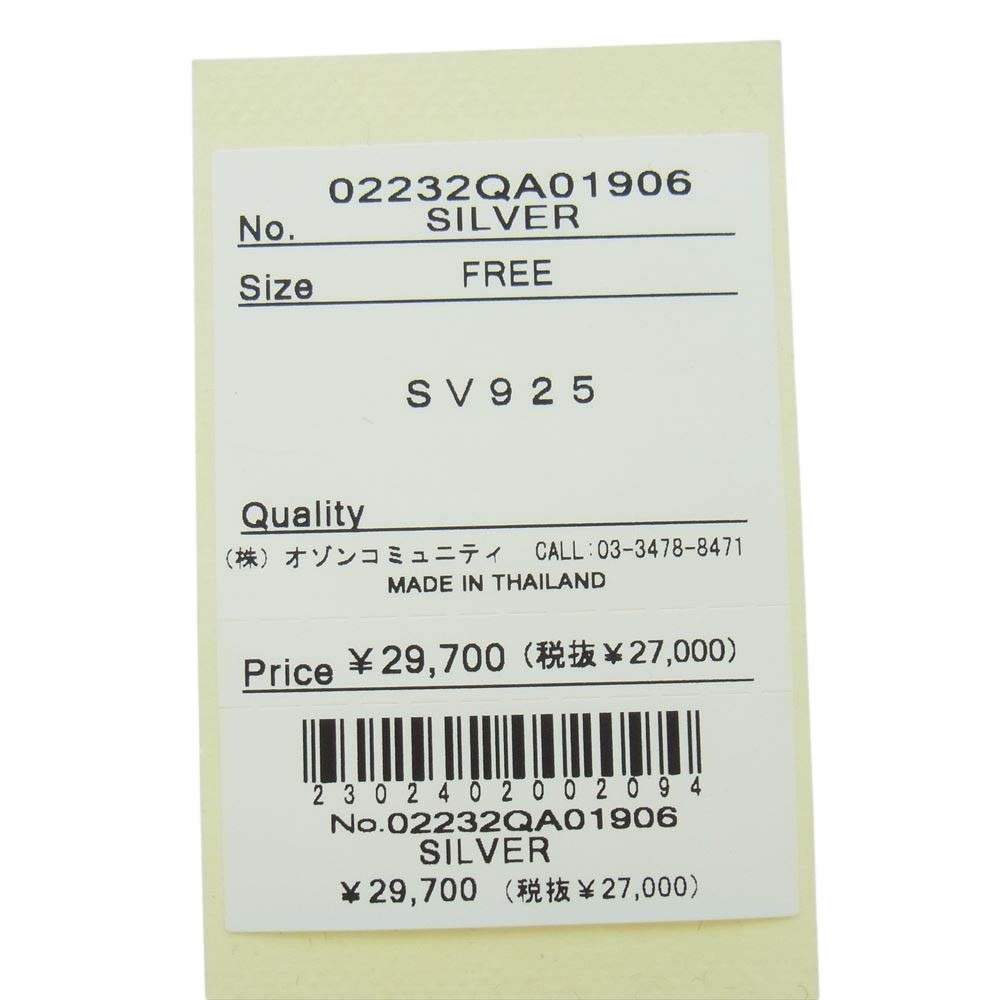 02232QA01906
No. SILVER
Size FREE
SV925
Quality
(株)オゾンコミュニティ CALL:03-3478-8471
MADE IN THAILAND
Price ¥29,700(税抜¥27,000)
2302402002094
No.02232QA01906
SILVER
¥29,700(税抜¥27,000)